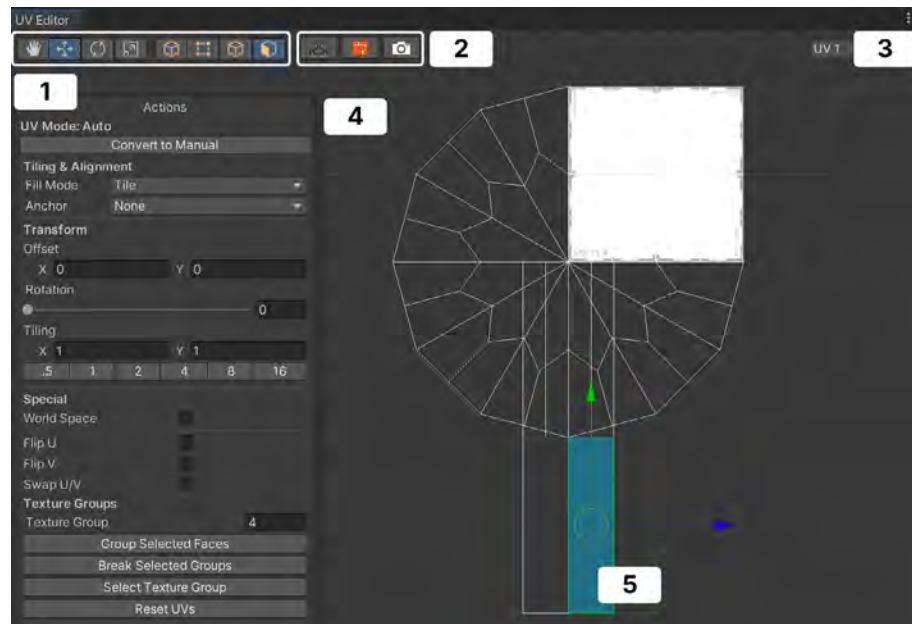 UV Editor
2
UV 1
3
1
4
Actions
UV Mode: Auto
Convert to Manual
Tiling & Alignment
Fill Mode Tile
Anchor None
Transform
Offset
X 0 Y 0
Rotation
0
Tiling
X 1 Y 1
.5 1 2 4 8 16
Special
World Space
Flip U
Flip V
Swap U/V
Texture Groups
Texture Group 4
Group Selected Faces
Break Selected Groups
Select Texture Group
Reset UVs
5